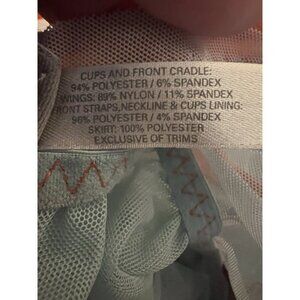 CUPS AND FRONT CRADLE:
94% POLYESTER / 6% SPANDEX
WINGS: 89% NYLON / 11% SPANDEX
FRONT STRAPS, NECKLINE & CUPS LINING:
96% POLYESTER / 4% SPANDEX
SKIRT: 100% POLYESTER
EXCLUSIVE OF TRIMS